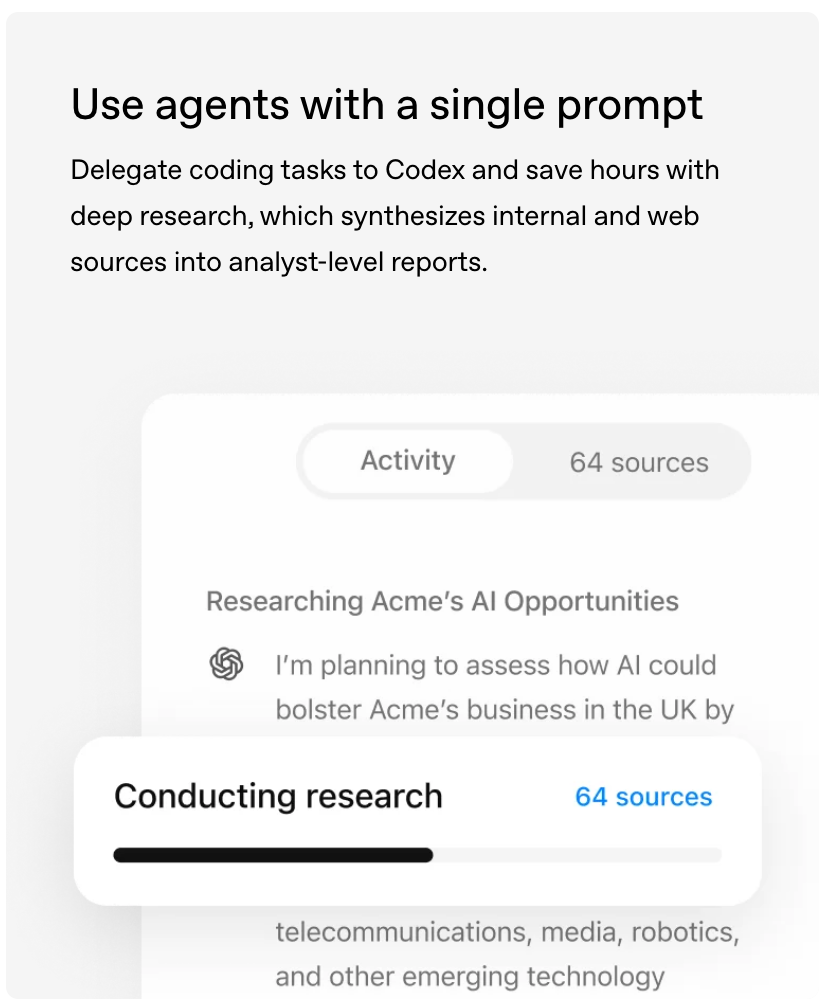 Use agents with a single prompt
Delegate coding tasks to Codex and save hours with
deep research, which synthesizes internal and web
sources into analyst-level reports.
Activity
64 sources
Researching Acme’s AI Opportunities
I’m planning to assess how AI could
bolster Acme’s business in the UK by
Conducting research
64 sources
telecommunications, media, robotics,
and other emerging technology